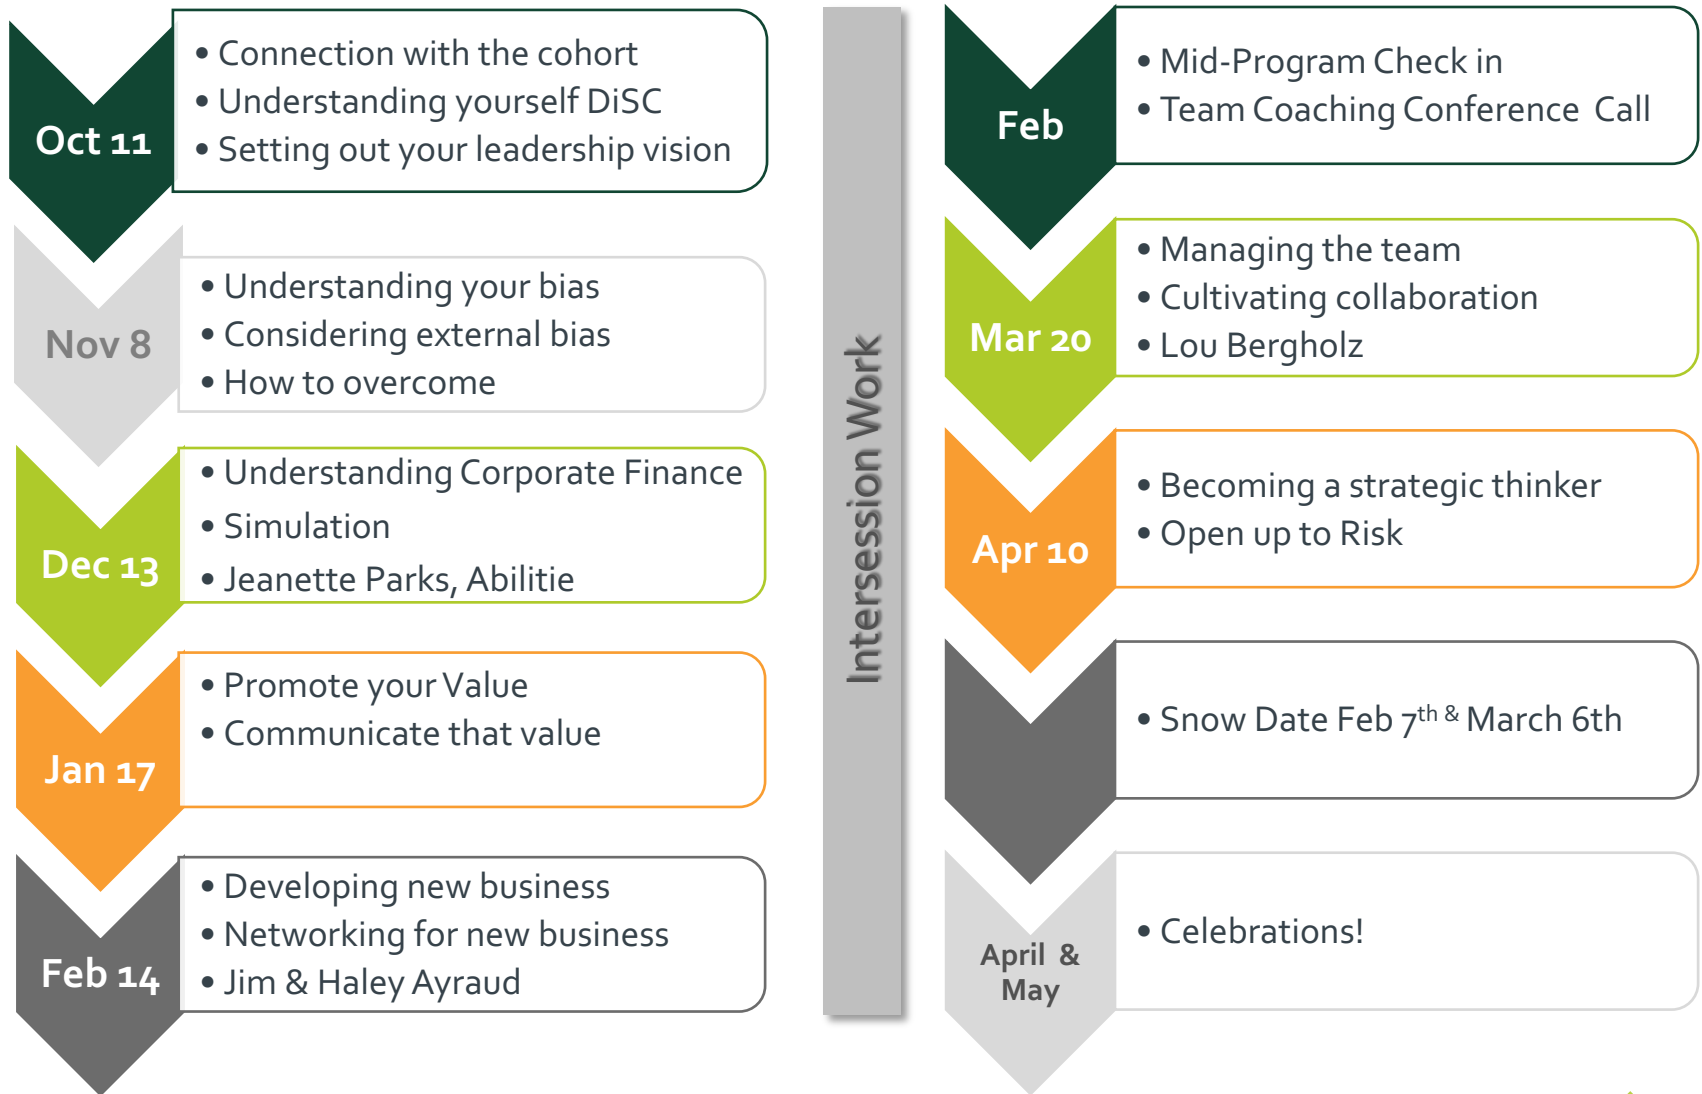 Oct 11
• Connection with the cohort
• Understanding yourself DiSC
• Setting out your leadership vision
Nov 8
• Understanding your bias
• Considering external bias
• How to overcome
Dec 13
• Understanding Corporate Finance
• Simulation
• Jeanette Parks, Abilitie
Jan 17
• Promote your Value
• Communicate that value
Feb 14
• Developing new business
• Networking for new business
• Jim & Haley Ayraud
Intersession Work
Feb
• Mid-Program Check in
• Team Coaching Conference Call
Mar 20
• Managing the team
• Cultivating collaboration
• Lou Bergholz
Apr 10
• Becoming a strategic thinker
• Open up to Risk
• Snow Date Feb 7th & March 6th
April &
May
• Celebrations!